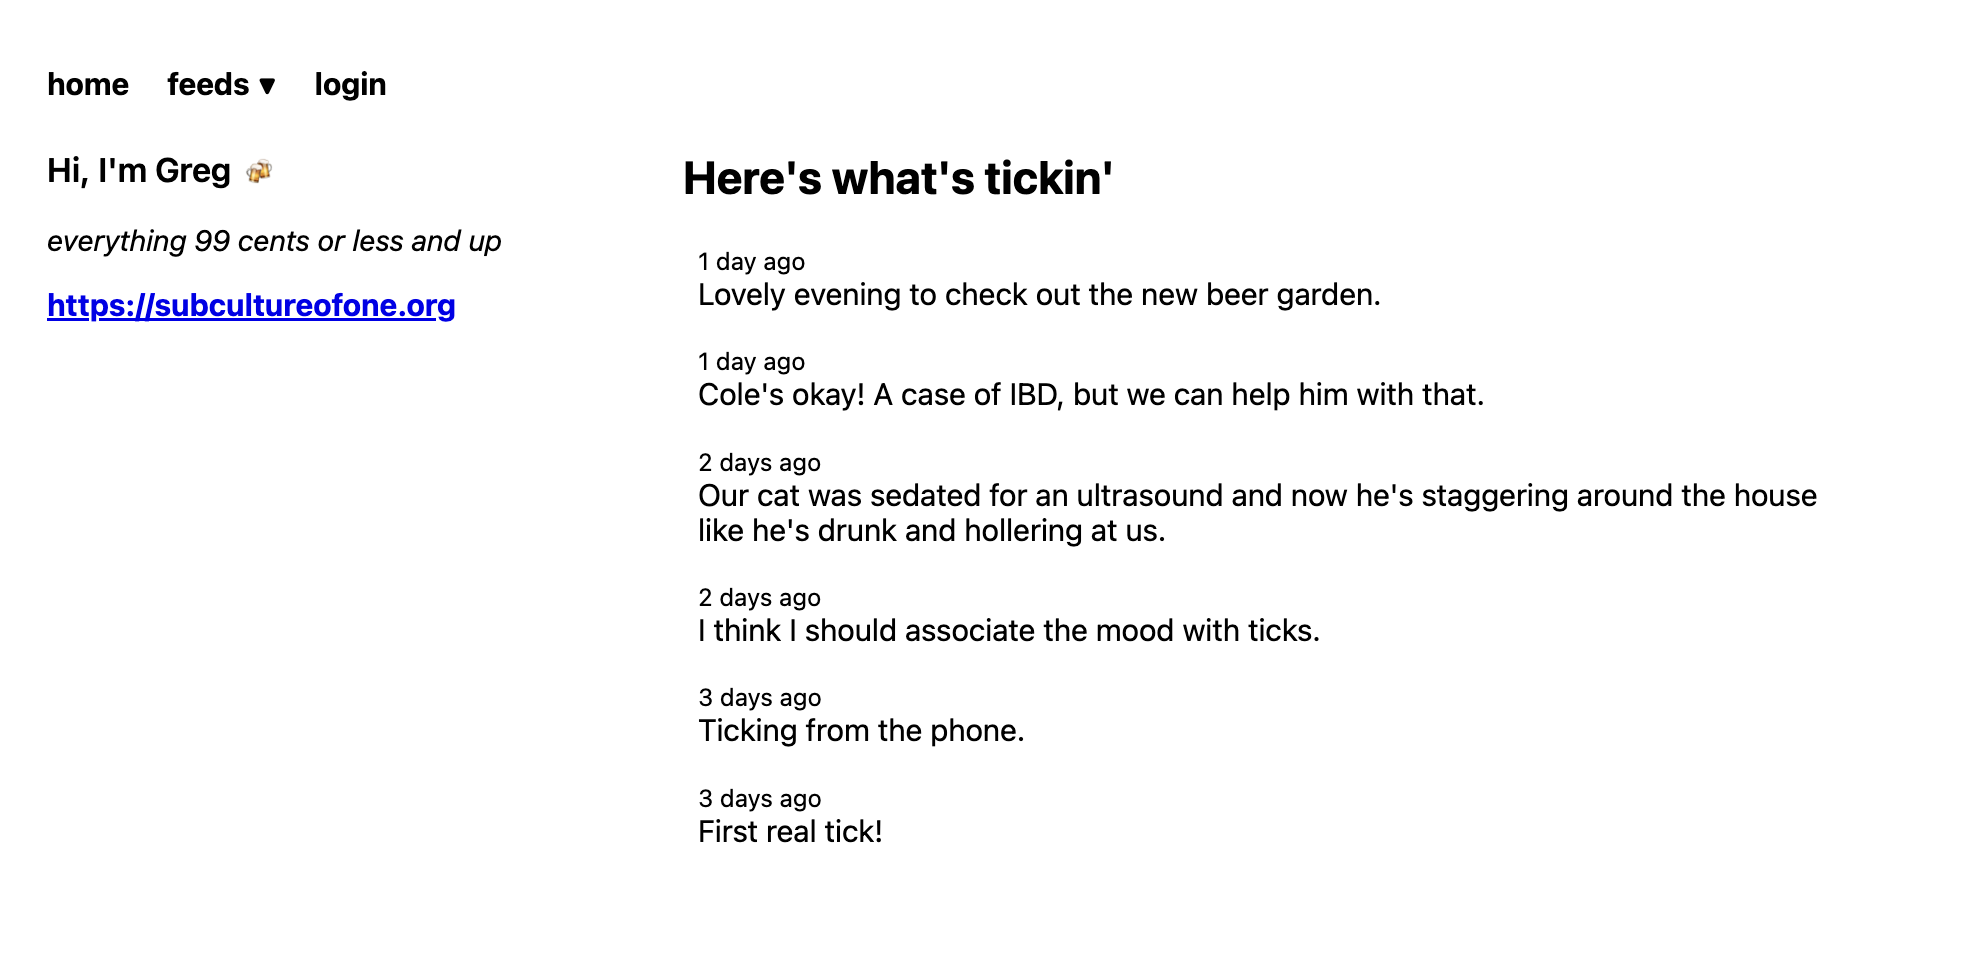 home feeds ▾ login
Hi, I'm Greg 🍻
everything 99 cents or less and up
https://subcultureofone.org
Here's what's tickin'
1 day ago
Lovely evening to check out the new beer garden.
1 day ago
Cole's okay! A case of IBD, but we can help him with that.
2 days ago
Our cat was sedated for an ultrasound and now he's staggering around the house
like he's drunk and hollering at us.
2 days ago
I think I should associate the mood with ticks.
3 days ago
Ticking from the phone.
3 days ago
First real tick!